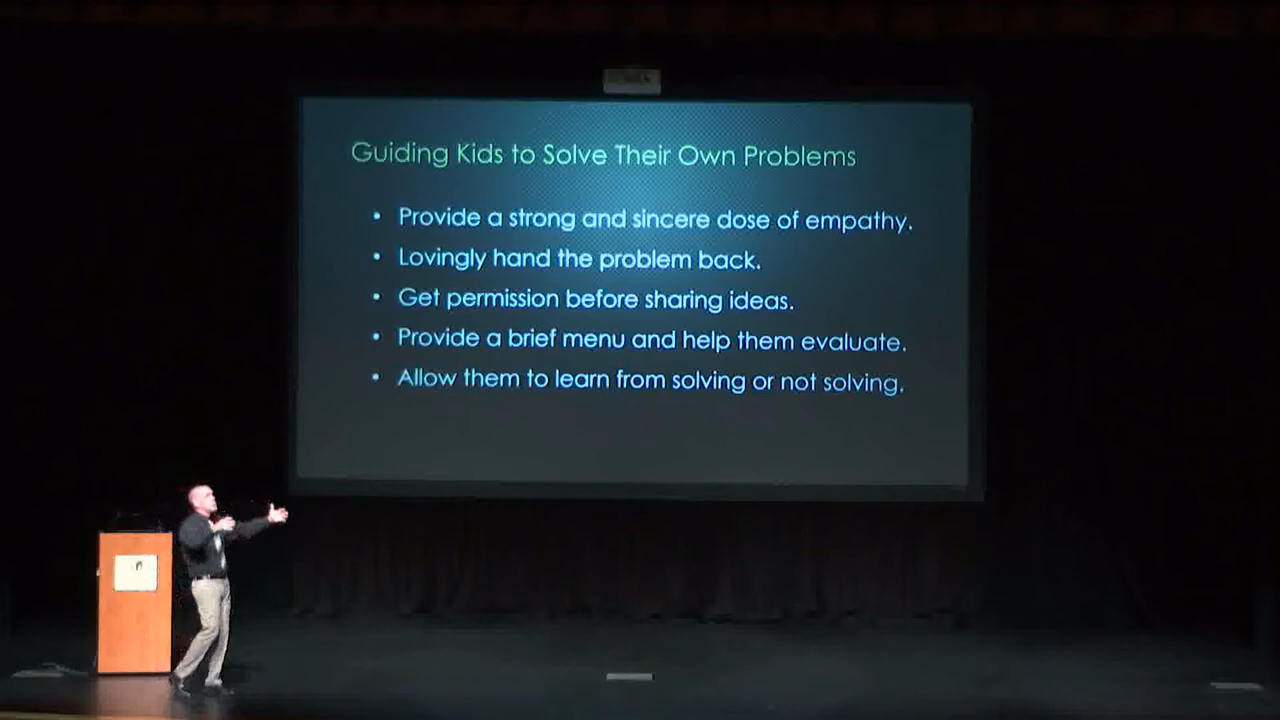 Guiding Kids to Solve Their Own Problems
• Provide a strong and sincere dose of empathy.
• Lovingly hand the problem back.
• Get permission before sharing ideas.
• Provide a brief menu and help them evaluate.
• Allow them to learn from solving or not solving.